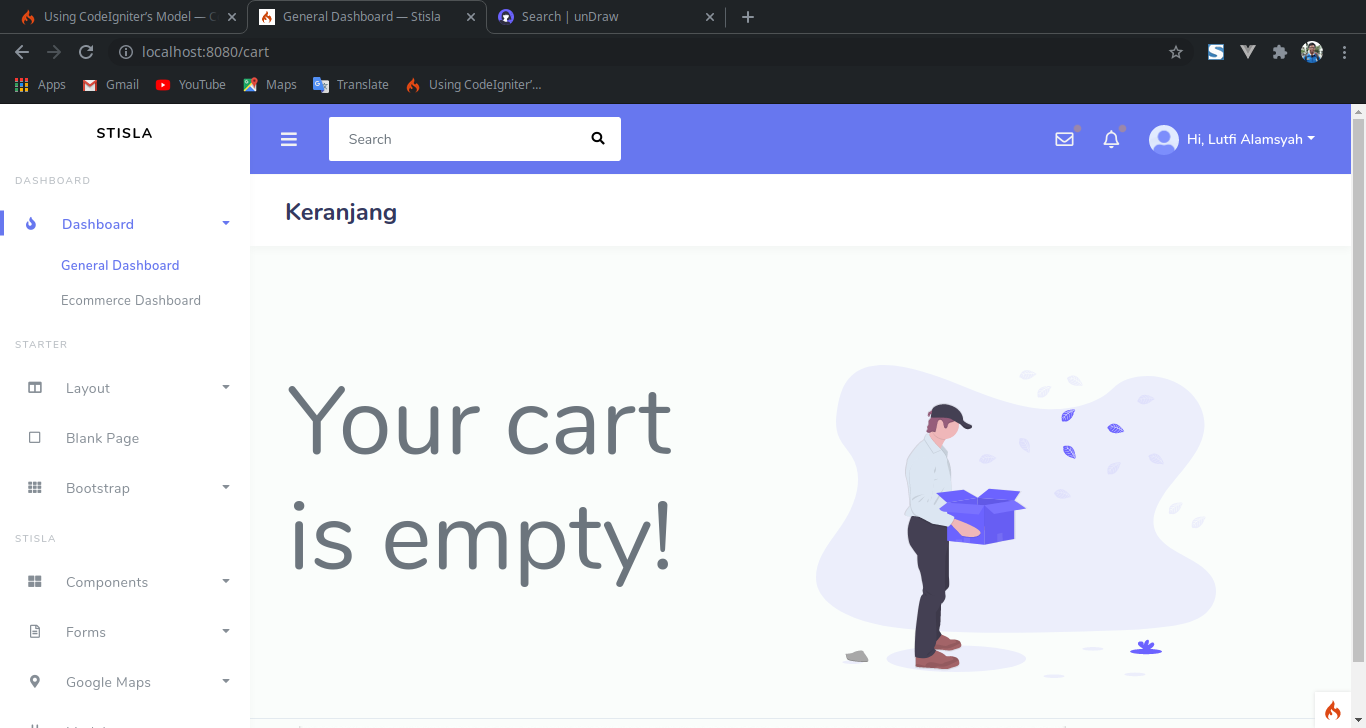 Using CodeIgniter's Model — C
General Dashboard — Stisla
Search | unDraw
localhost:8080/cart
Apps
Gmail
YouTube
Maps
Translate
Using CodeIgniter'...
STISLA
Search
Hi, Lutfi Alamsyah
DASHBOARD
Keranjang
Dashboard
General Dashboard
Ecommerce Dashboard
STARTER
Layout
Blank Page
Bootstrap
STISLA
Components
Forms
Google Maps
Your cart
is empty!